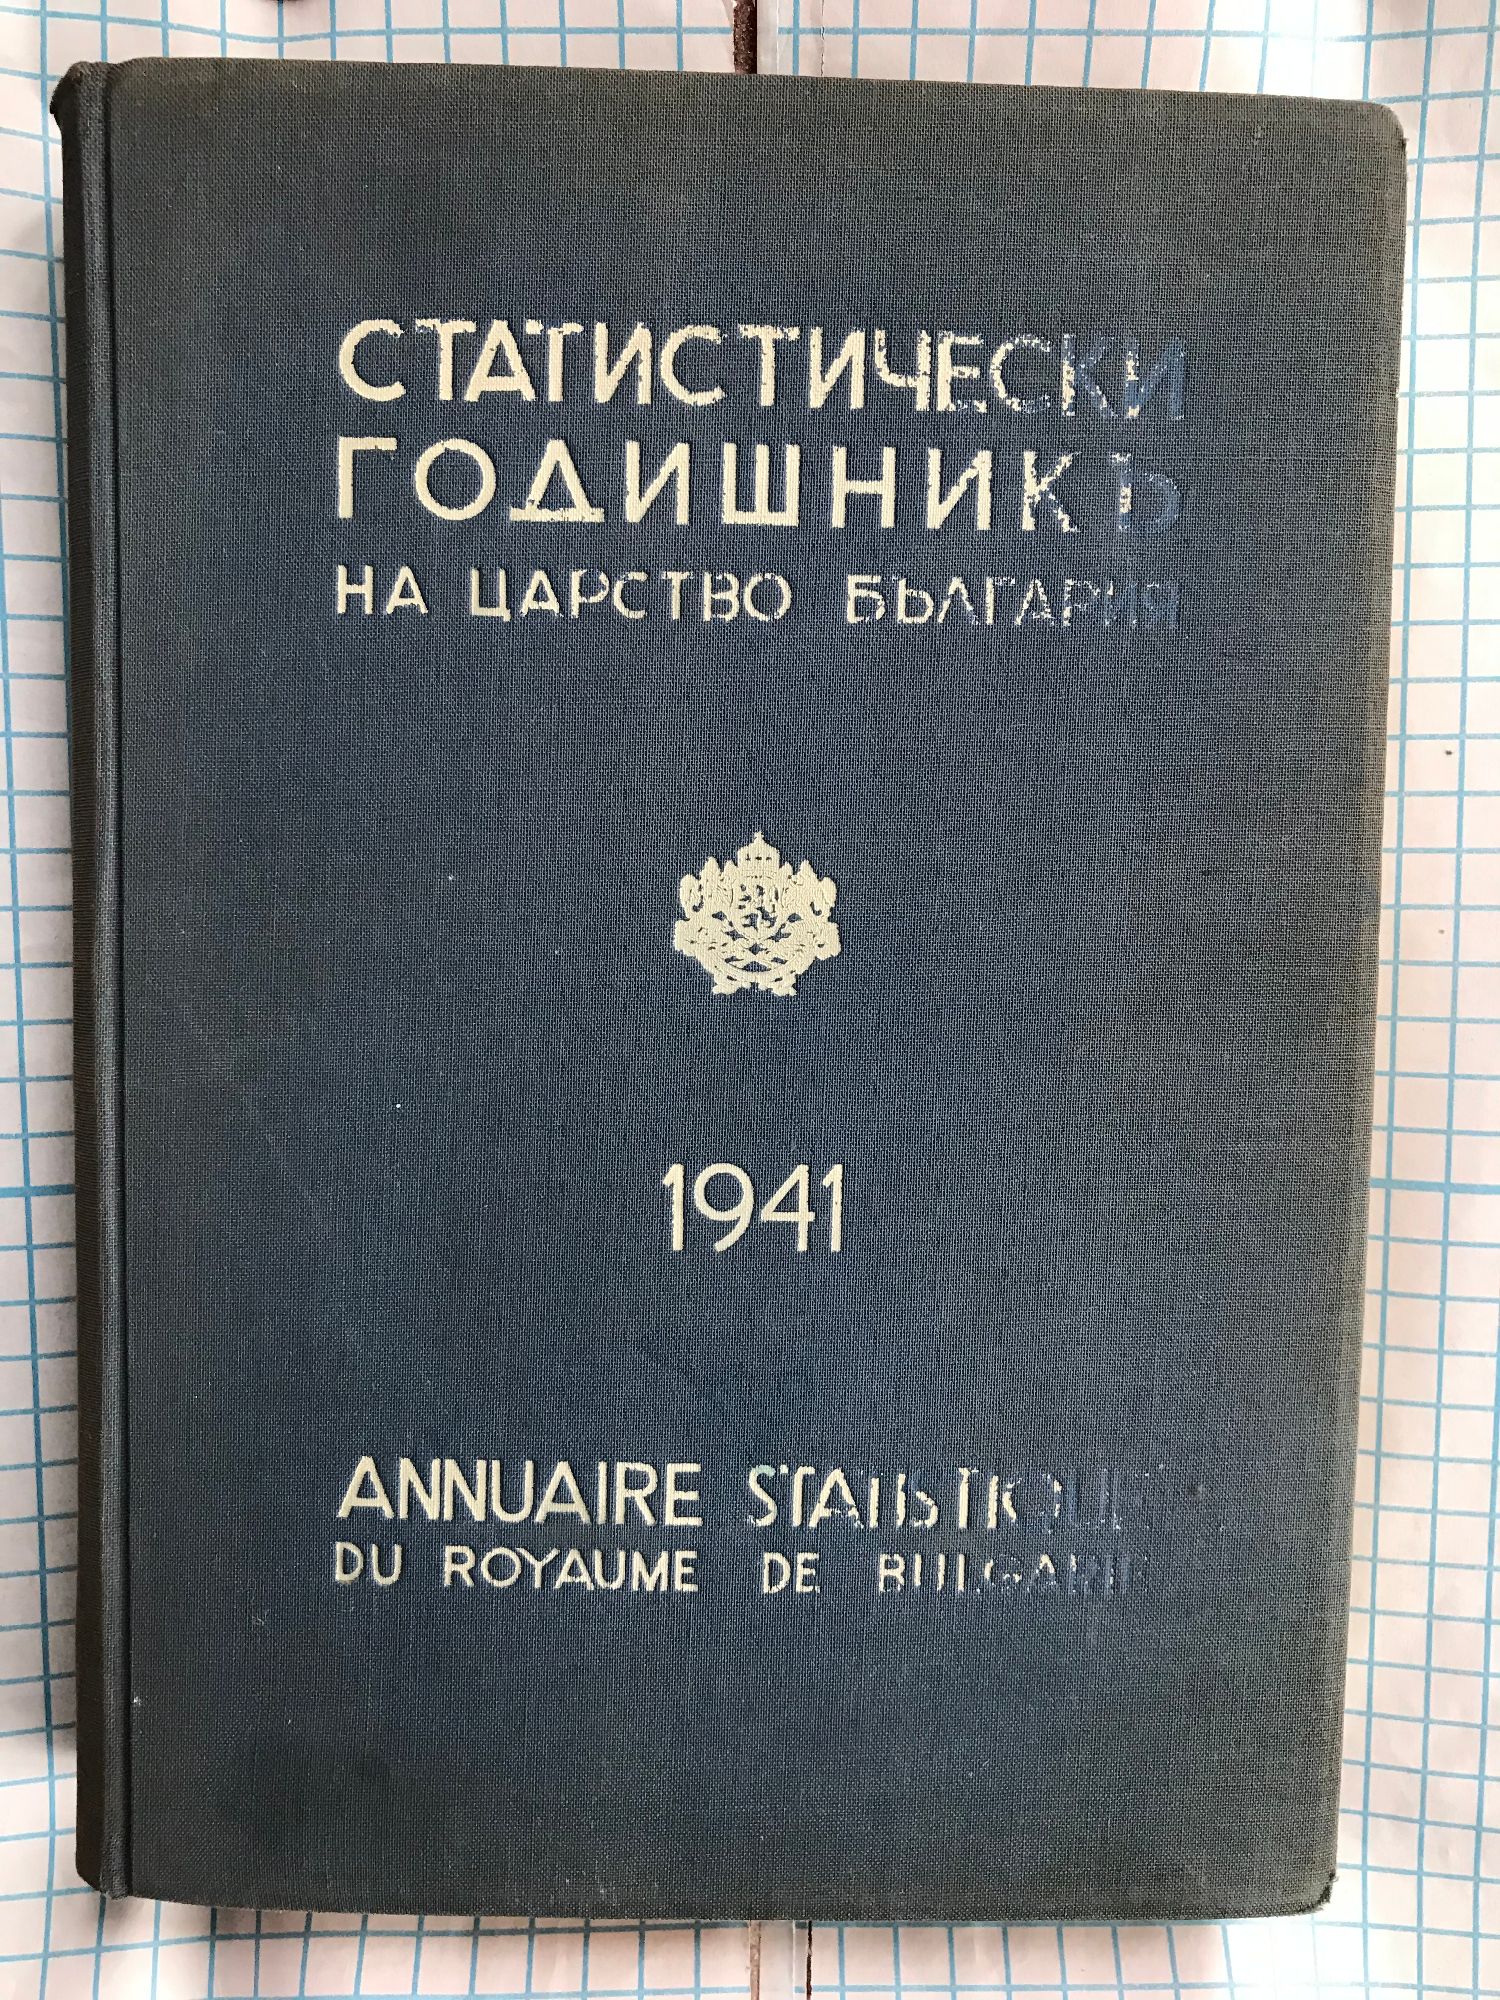 СТАТИСТИЧЕСКИ
ГОДИШНИКЪ
НА ЦАРСТВО БЪЛГАРИЯ
1941
ANNUAIRE STATISTIQUE
DU ROYAUME DE BULGARIE